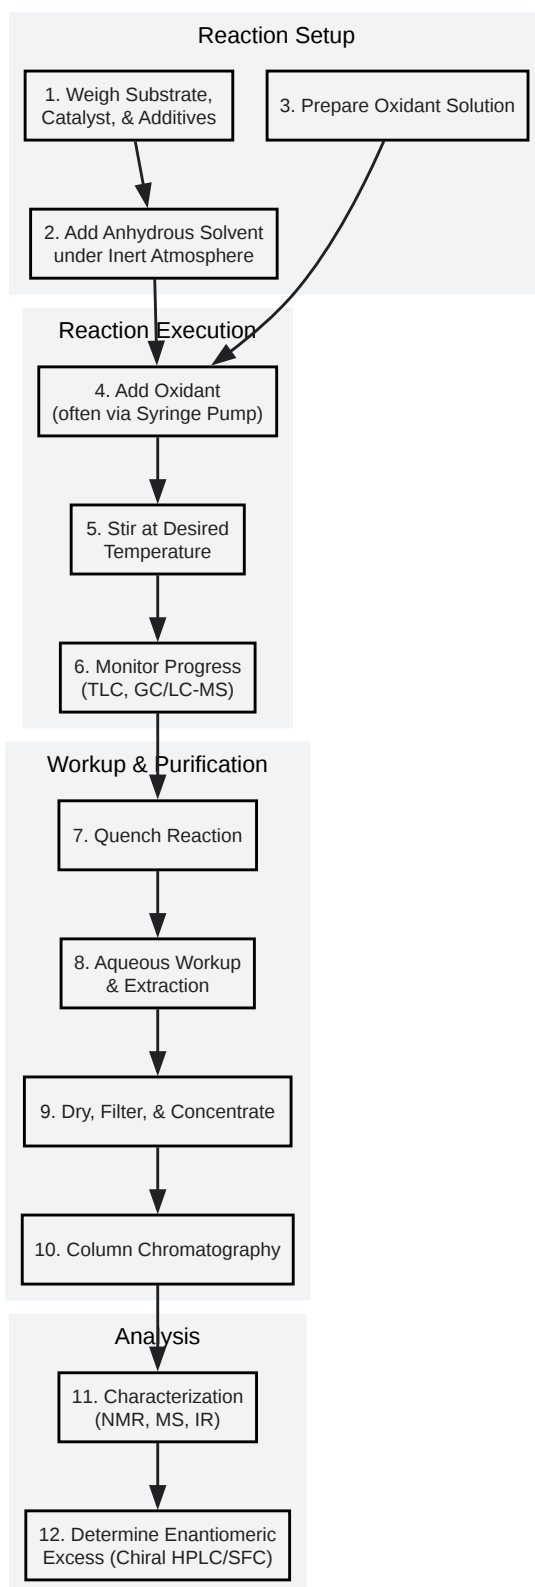 Reaction Setup
1. Weigh Substrate,
Catalyst, & Additives
3. Prepare Oxidant Solution
2. Add Anhydrous Solvent
under Inert Atmosphere
Reaction Execution
4. Add Oxidant
(often via Syringe Pump)
5. Stir at Desired
Temperature
6. Monitor Progress
(TLC, GC/LC-MS)
Workup & Purification
7. Quench Reaction
8. Aqueous Workup
& Extraction
9. Dry, Filter, & Concentrate
10. Column Chromatography
Analysis
11. Characterization
(NMR, MS, IR)
12. Determine Enantiomeric
Excess (Chiral HPLC/SFC)